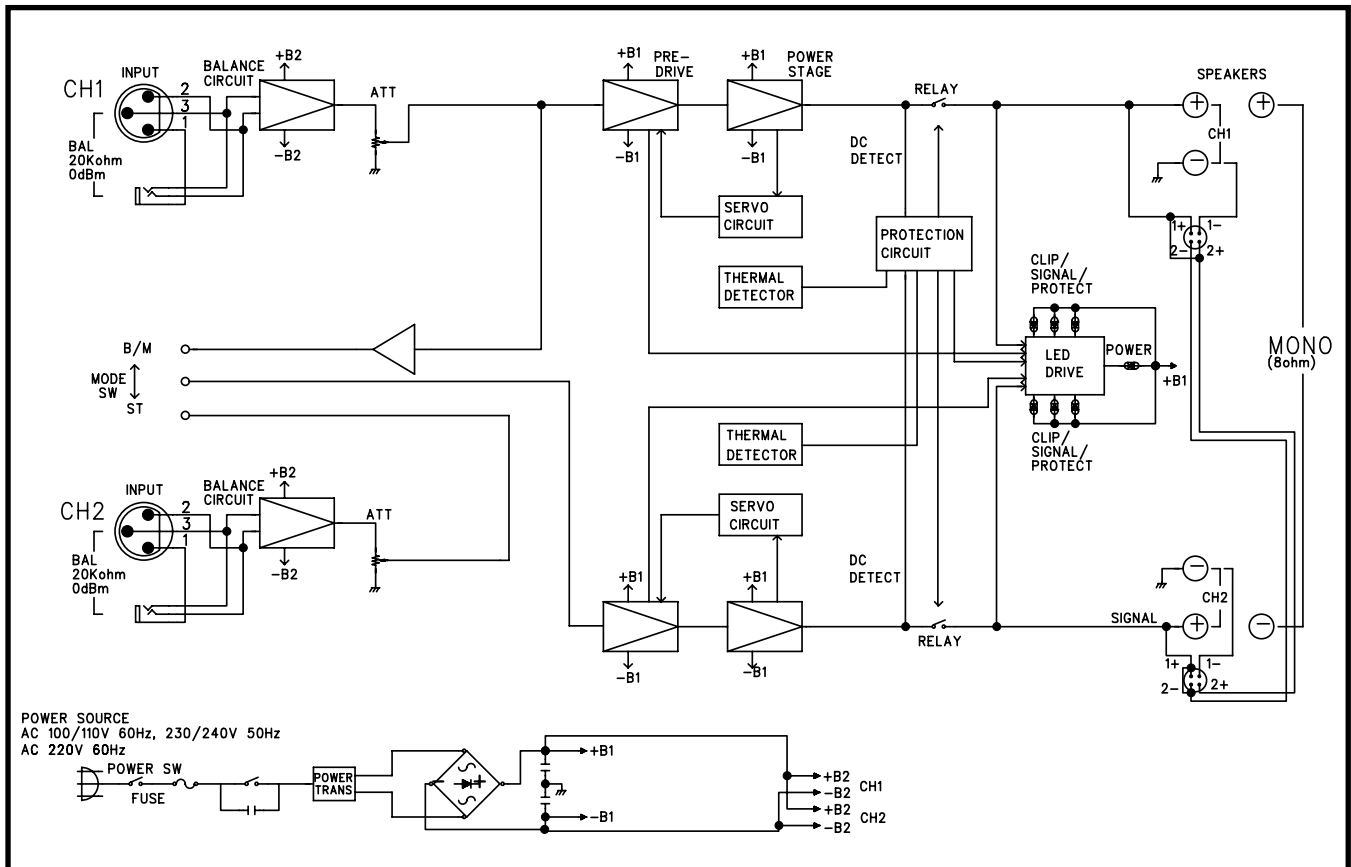 +B2
+B1
PRE-
DRIVE
+B1
POWER
STAGE
INPUT
BALANCE
CIRCUIT
CH1
2
3
1
ATT
RELAY
SPEAKERS
+
+
CH1
BAL
20Kohm
0dBm
-B2
-B1
-B1
DC
DETECT
-
SERVO
CIRCUIT
PROTECTION
CIRCUIT
1+
1-
2-
2+
THERMAL
DETECTOR
CLIP/
SIGNAL/
PROTECT
B/M
MODE
SW
ST
LED
DRIVE
POWER
+B1
MONO
(8ohm)
THERMAL
DETECTOR
CLIP/
SIGNAL/
PROTECT
+B2
INPUT
BALANCE
CIRCUIT
CH2
2
3
1
ATT
SERVO
CIRCUIT
BAL
20Kohm
0dBm
-B2
+B1
+B1
DC
DETECT
-
CH2
SIGNAL
+
-
RELAY
-B1
-B1
1+
1-
2-
2+
POWER SOURCE
AC 100/110V 60Hz, 230/240V 50Hz
AC 220V 60Hz
POWER SW
FUSE
POWER
TRANS
- +
+B1
-B1
+B2
-B2
CH1
+B2
-B2
CH2